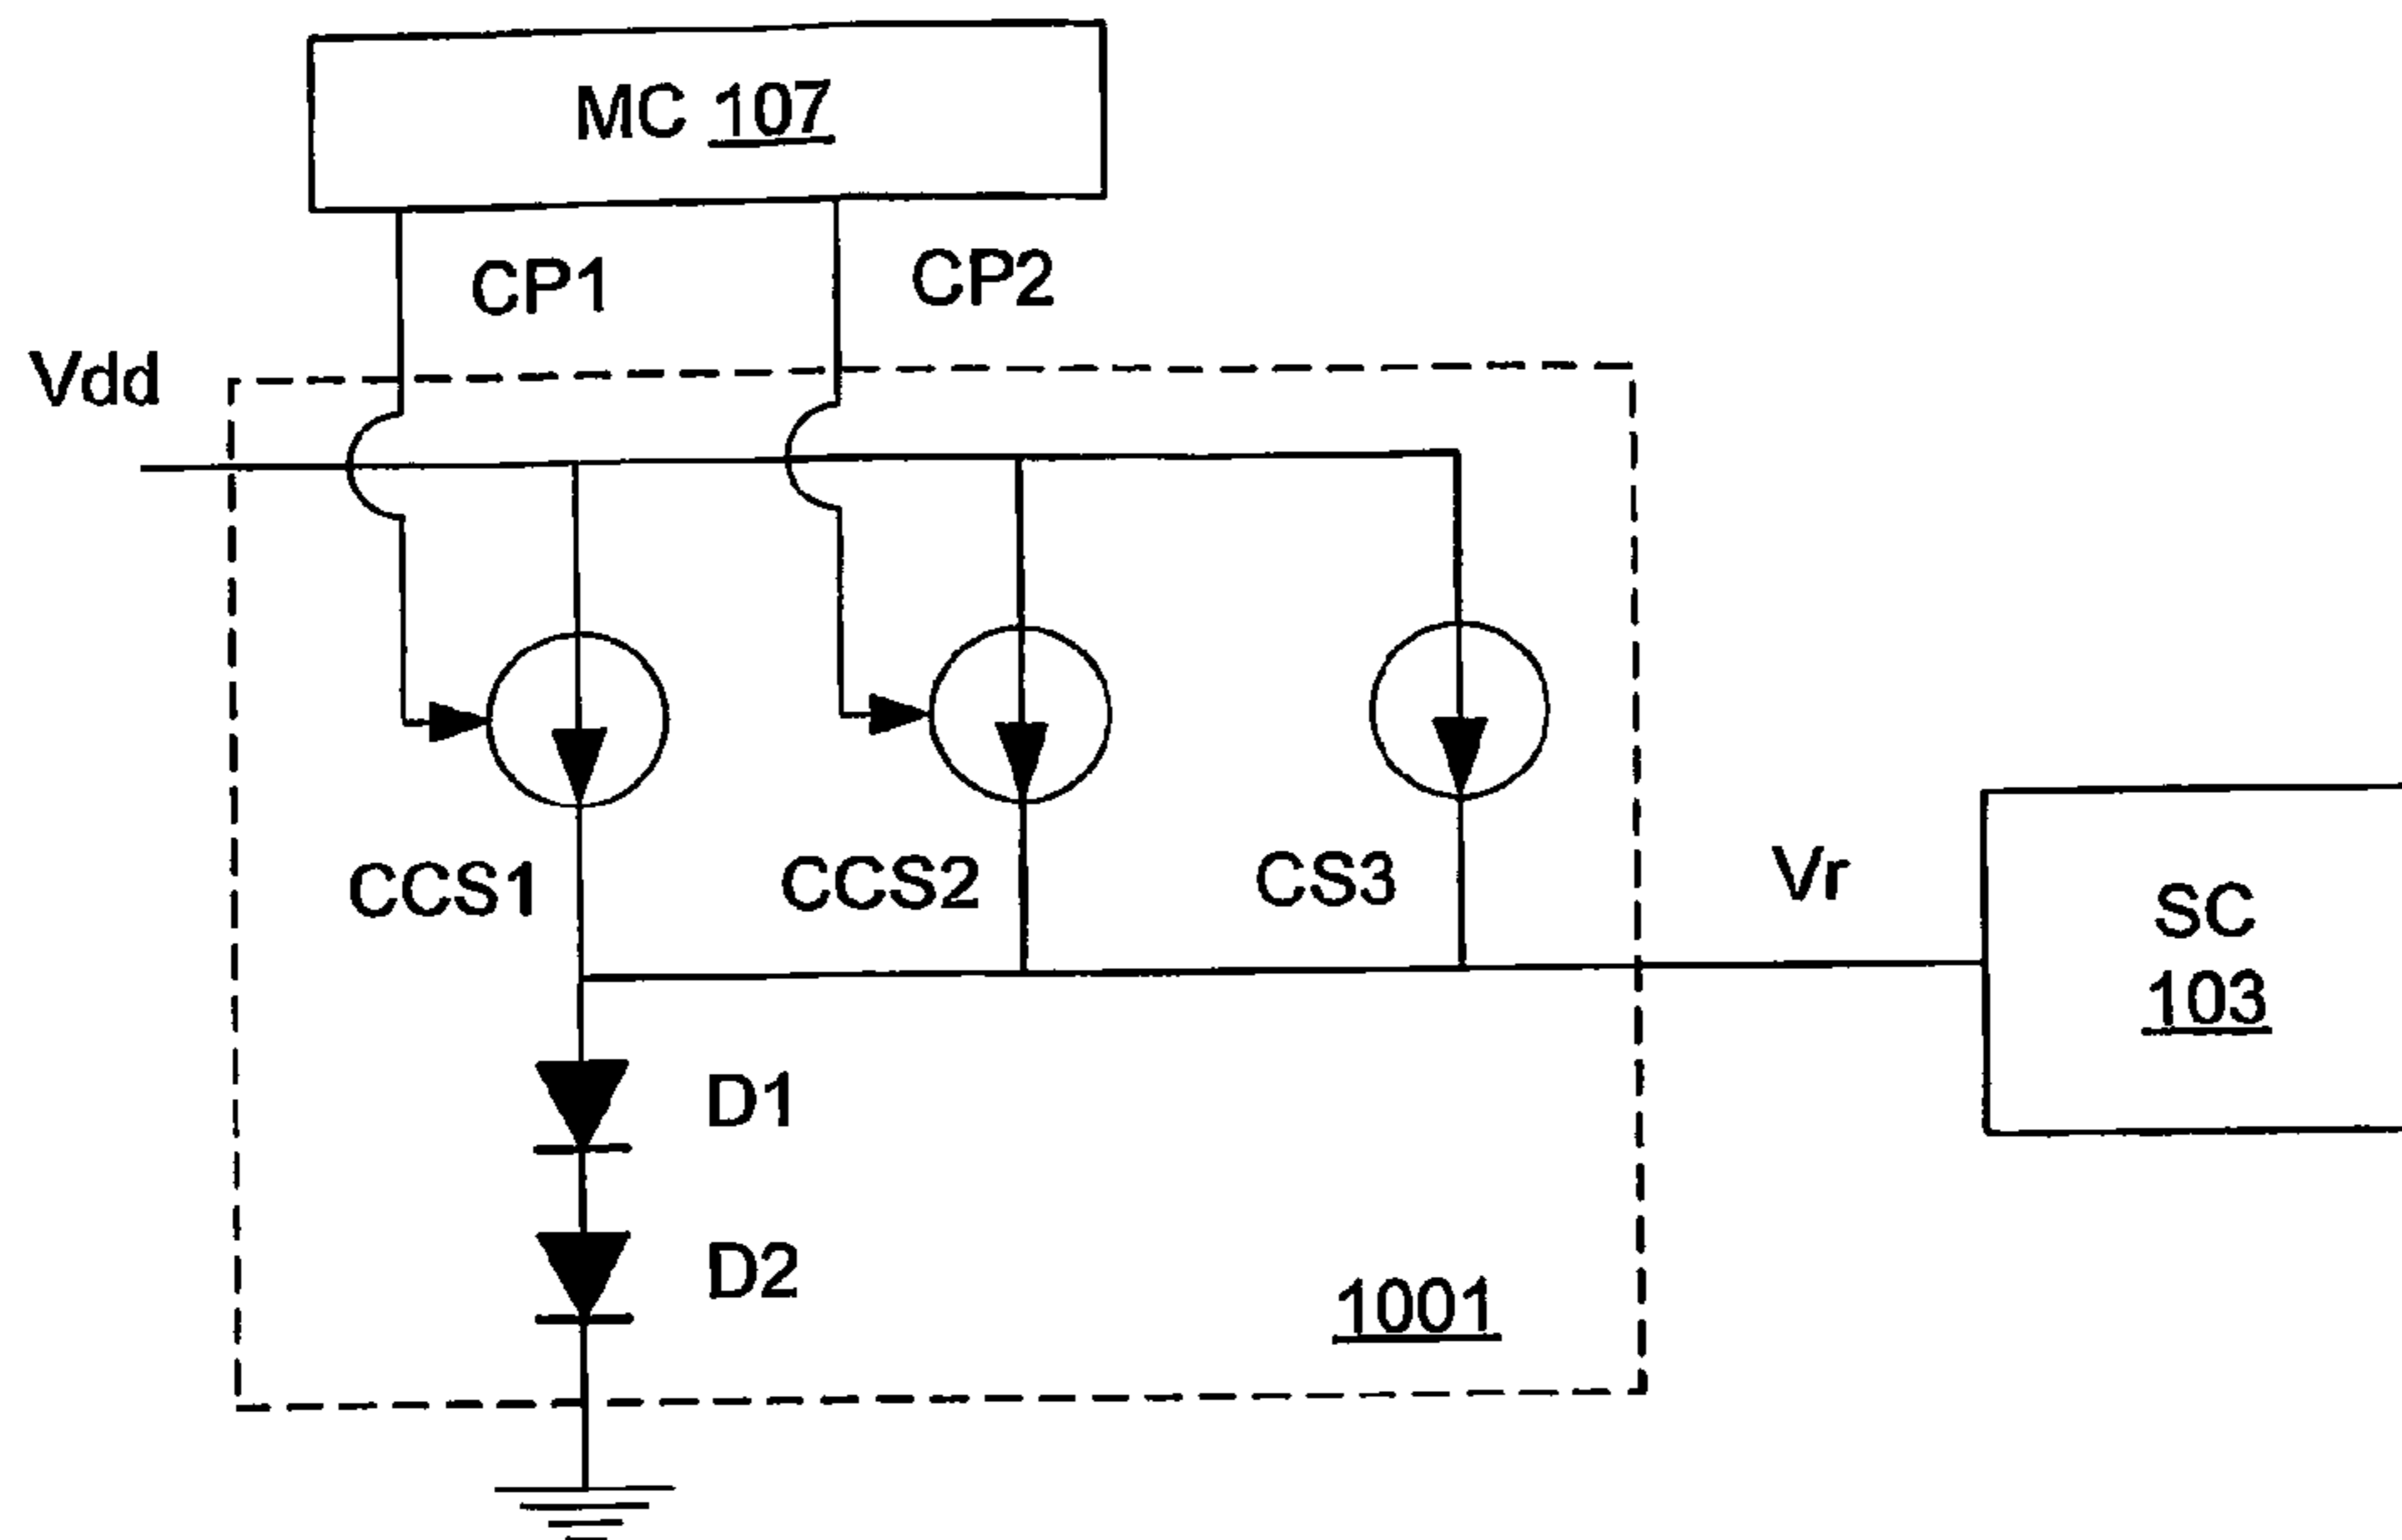 MC 107
CP1
CP2
Vdd
CCS1
CCS2
CS3
Vr
SC
103
D1
D2
1001